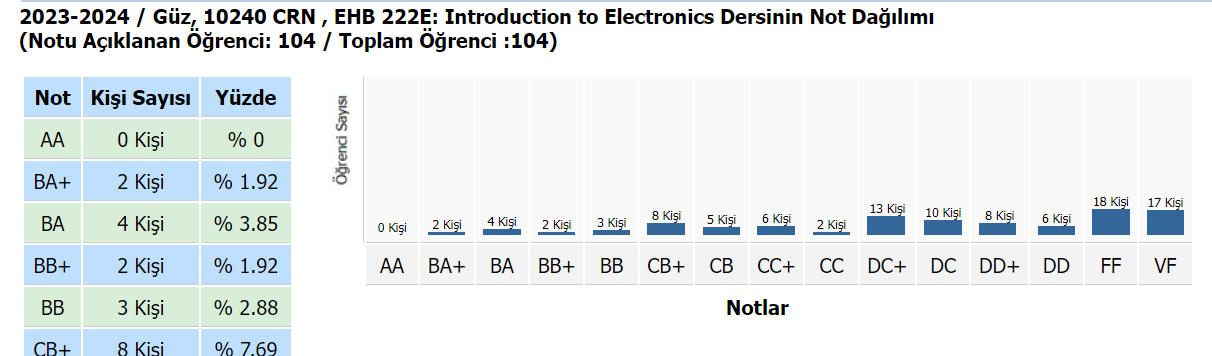 2023-2024 / Güz, 10240 CRN , EHB 222E: Introduction to Electronics Dersinin Not Dağılımı
(Notu Açıklanan Öğrenci: 104 / Toplam Öğrenci :104)
Not Kişi Sayısı Yüzde
AA 0 Kişi % 0
BA+ 2 Kişi % 1.92
BA 4 Kişi % 3.85
BB+ 2 Kişi % 1.92
BB 3 Kişi % 2.88
CB+ 8 Kişi % 7.69
Öğrenci Sayısı
0 Kişi 2 Kişi 4 Kişi 2 Kişi 3 Kişi 8 Kişi 5 Kişi 6 Kişi 2 Kişi 13 Kişi 10 Kişi 8 Kişi 6 Kişi 18 Kişi 17 Kişi
AA BA+ BA BB+ BB CB+ CB CC+ CC DC+ DC DD+ DD FF VF
Notlar